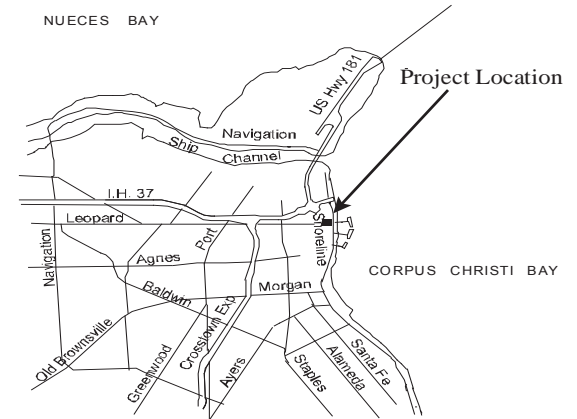 NUECES BAY
US Hwy 181
Project Location
Navigation
Ship
Channel
I.H. 37
Leopard
Port
Shoreline
Navigation
Agnes
CORPUS CHRISTI BAY
Baldwin
Morgan
Old Brownsville
Greenwood
Crosstown Exp
Ayers
Staples
Alameda
Santa Fe